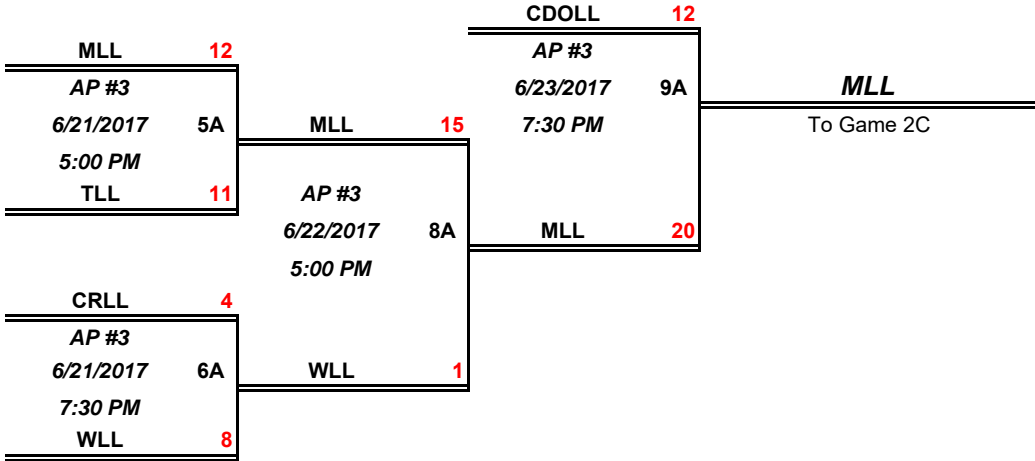 CDOLL 12
MLL 12
AP #3
AP #3
6/23/2017 9A MLL
6/21/2017 5A MLL 15 7:30 PM To Game 2C
5:00 PM
TLL 11 AP #3
6/22/2017 8A MLL 20
5:00 PM
CRLL 4
AP #3
6/21/2017 6A WLL 1
7:30 PM
WLL 8